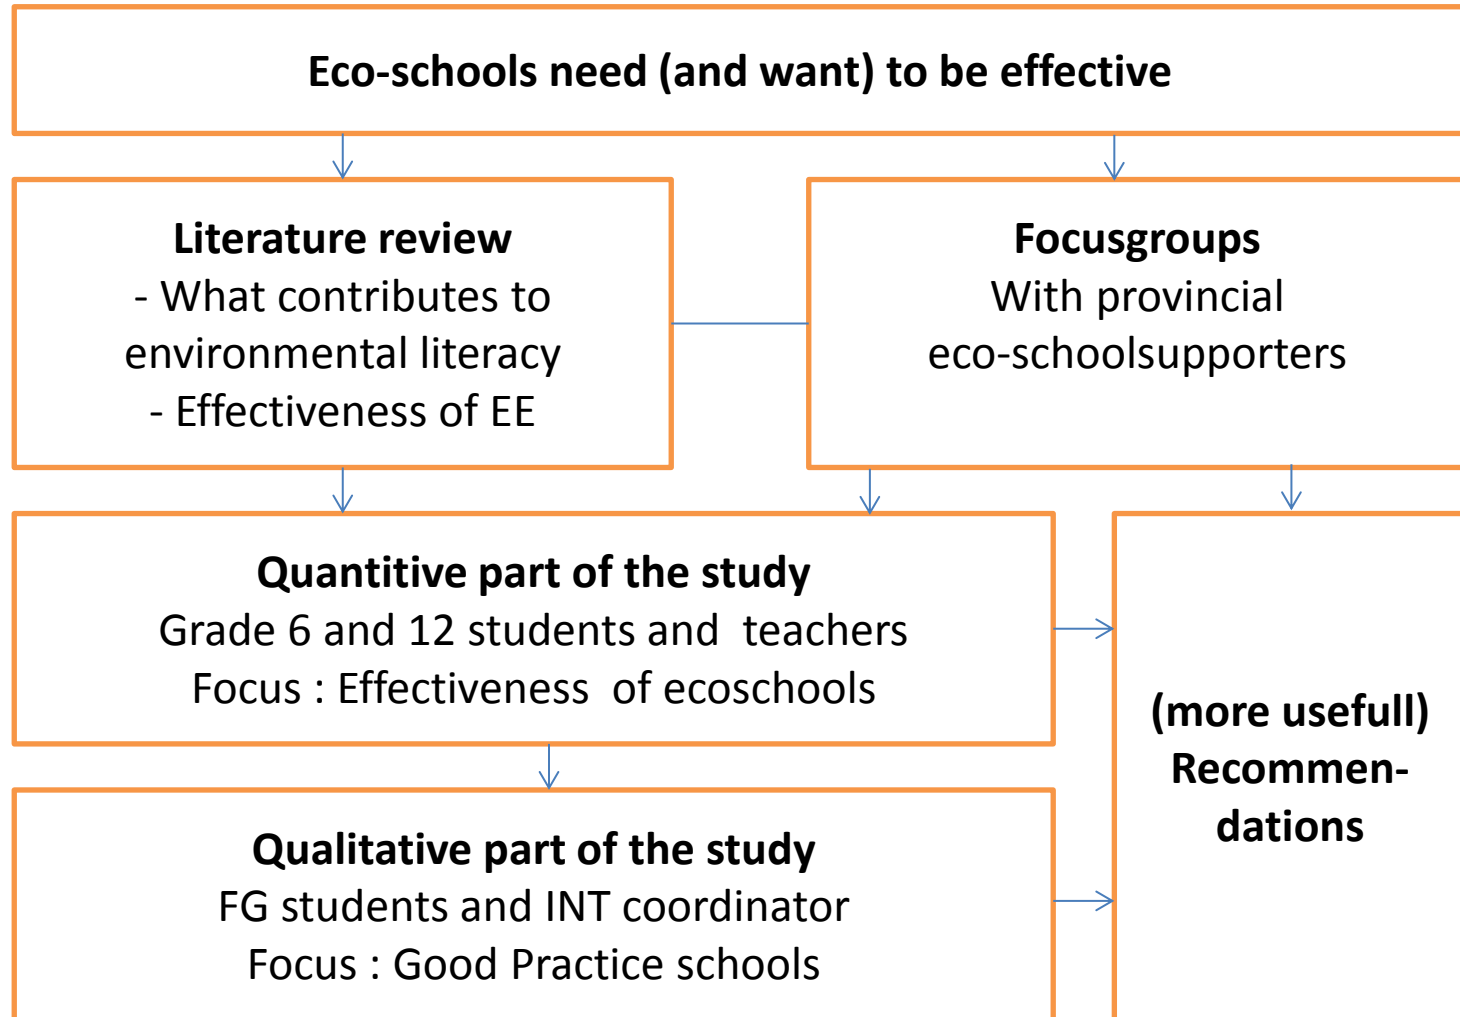 Eco-schools need (and want) to be effective
Literature review
- What contributes to
environmental literacy
- Effectiveness of EE
Focusgroups
With provincial
eco-schoolsupporters
Quantitive part of the study
Grade 6 and 12 students and  teachers
Focus : Effectiveness  of ecoschools
Qualitative part of the study
FG students and INT coordinator
Focus : Good Practice schools
(more usefull)
Recommen-
dations